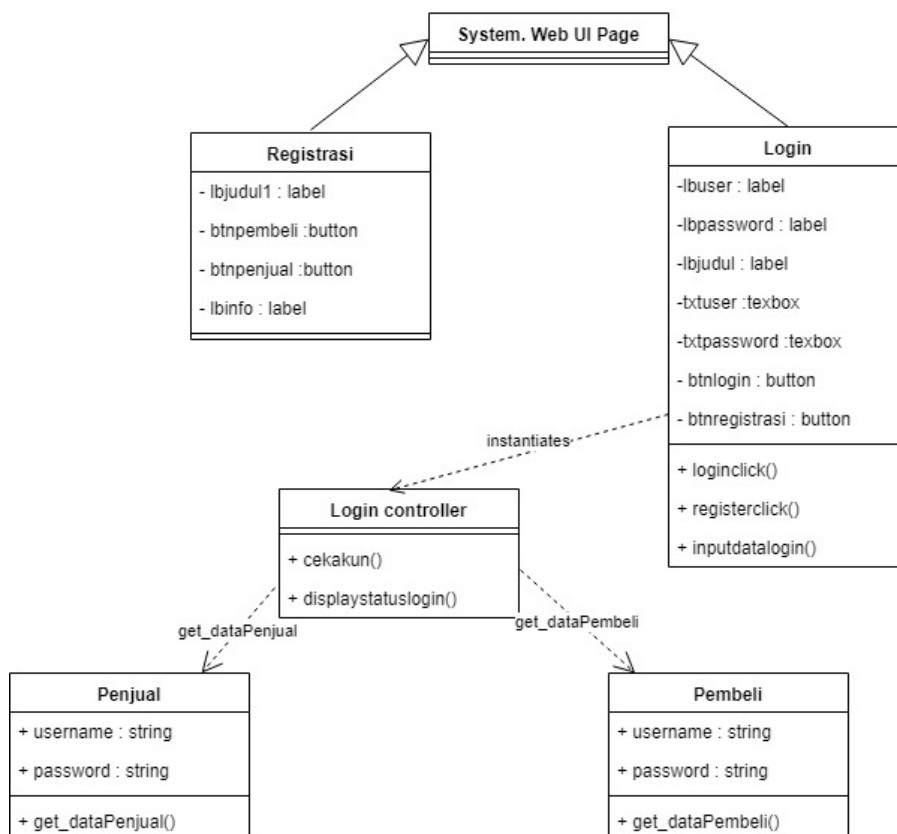 System. Web UI Page
Registrasi
- lbjudul1 : label
- btnpembeli :button
- btnpenjual :button
- lbinfo : label
Login
-lbuser : label
-lbpassword : label
-lbjudul : label
-txtuser :texbox
-txtpassword :texbox
- btnlogin : button
- btnregistrasi : button
+ loginclick()
+ registerclick()
+ inputdatalogin()
instantiates
Login controller
+ cekakun()
+ displaystatuslogin()
get_dataPenjual
get_dataPembeli
Penjual
+ username : string
+ password : string
+ get_dataPenjual()
Pembeli
+ username : string
+ password : string
+ get_dataPembeli()